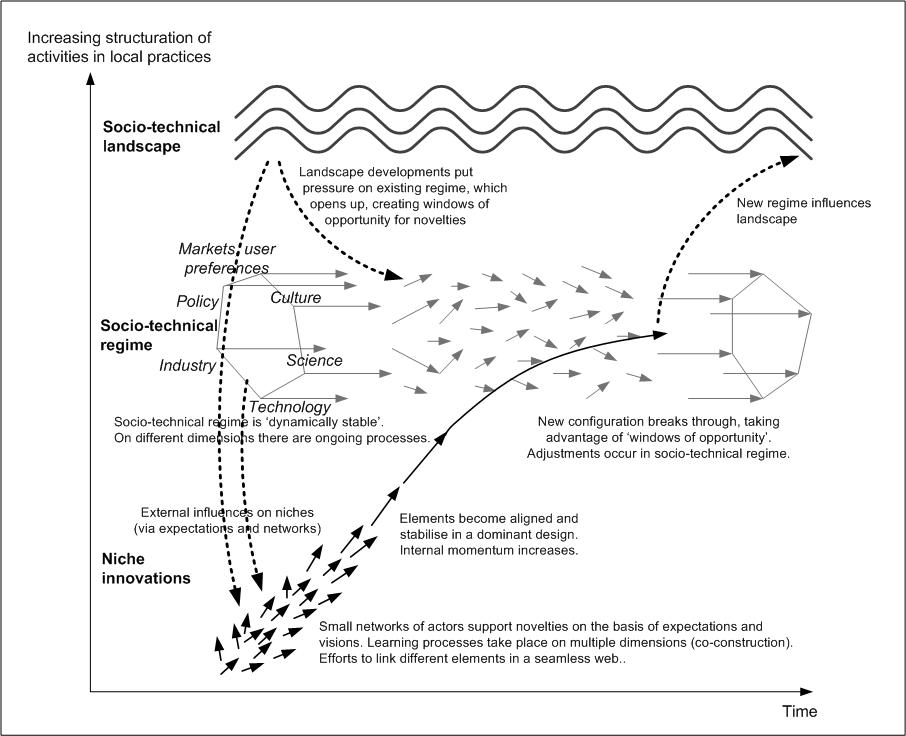 Increasing structuration of
activities in local practices
Socio-technical
landscape
Landscape developments put
pressure on existing regime, which
opens up, creating windows of
opportunity for novelties
New regime influences
landscape
Markets, user
preferences
Policy
Culture
Socio-technical
regime
Industry
Science
Technology
Socio-technical regime is ‘dynamically stable’.
On different dimensions there are ongoing processes.
New configuration breaks through, taking
advantage of ‘windows of opportunity’.
Adjustments occur in socio-technical regime.
External influences on niches
(via expectations and networks)
Elements become aligned and
stabilise in a dominant design.
Internal momentum increases.
Niche
innovations
Small networks of actors support novelties on the basis of expectations and
visions. Learning processes take place on multiple dimensions (co-construction).
Efforts to link different elements in a seamless web..
Time